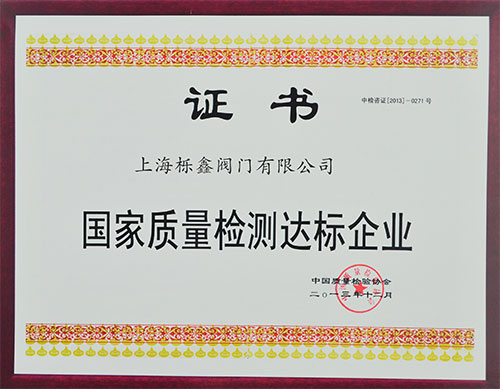 证书
中检咨证[2013]-0271号
上海栎鑫阀门有限公司
国家质量检测达标企业
中国质量检验协会
二〇一三年十二月